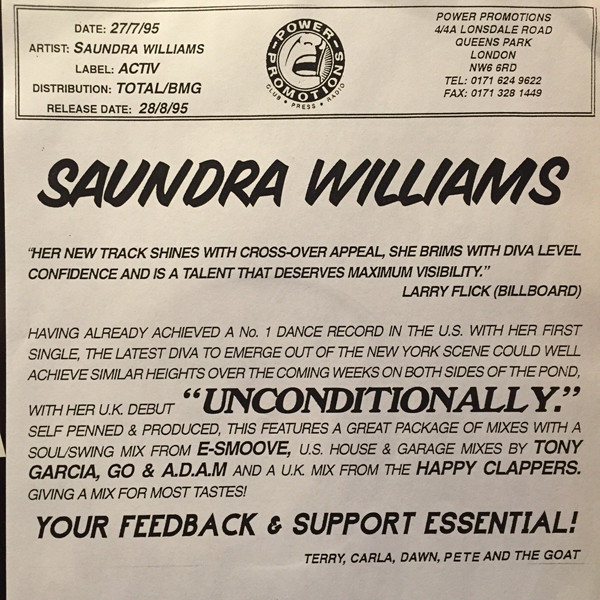 DATE: 27/7/95
ARTIST: SAUNDRA WILLIAMS
LABEL: ACTIV
DISTRIBUTION: TOTAL/BMG
RELEASE DATE: 28/8/95
POWER PROMOTIONS
CLUB • PRESS • RADIO
POWER PROMOTIONS
4/4A LONSDALE ROAD
QUEENS PARK
LONDON
NW6 6RD
TEL: 0171 624 9622
FAX: 0171 328 1449
SAUNDRA WILLIAMS
"HER NEW TRACK SHINES WITH CROSS-OVER APPEAL, SHE BRIMS WITH DIVA LEVEL
CONFIDENCE AND IS A TALENT THAT DESERVES MAXIMUM VISIBILITY."
LARRY FLICK (BILLBOARD)
HAVING ALREADY ACHIEVED A No. 1 DANCE RECORD IN THE U.S. WITH HER FIRST
SINGLE, THE LATEST DIVA TO EMERGE OUT OF THE NEW YORK SCENE COULD WELL
ACHIEVE SIMILAR HEIGHTS OVER THE COMING WEEKS ON BOTH SIDES OF THE POND,
WITH HER U.K. DEBUT "UNCONDITIONALLY."
SELF PENNED & PRODUCED, THIS FEATURES A GREAT PACKAGE OF MIXES WITH A
SOUL/SWING MIX FROM E-SMOOVE, U.S. HOUSE & GARAGE MIXES BY TONY
GARCIA, GO & A.D.A.M AND A U.K. MIX FROM THE HAPPY CLAPPERS.
GIVING A MIX FOR MOST TASTES!
YOUR FEEDBACK & SUPPORT ESSENTIAL!
TERRY, CARLA, DAWN, PETE AND THE GOAT